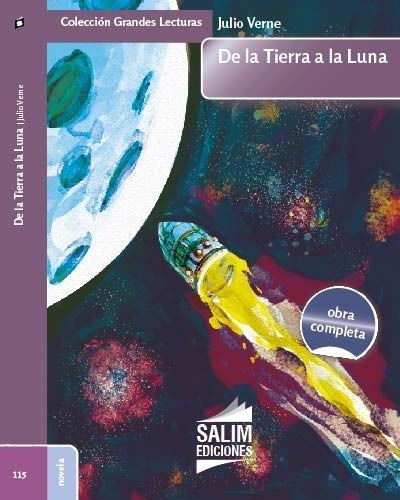 Colección Grandes Lecturas
Julio Verne
De la Tierra a la Luna
De la Tierra a la Luna | Julio Verne
obra
completa
SALIM
EDICIONES
115
novela